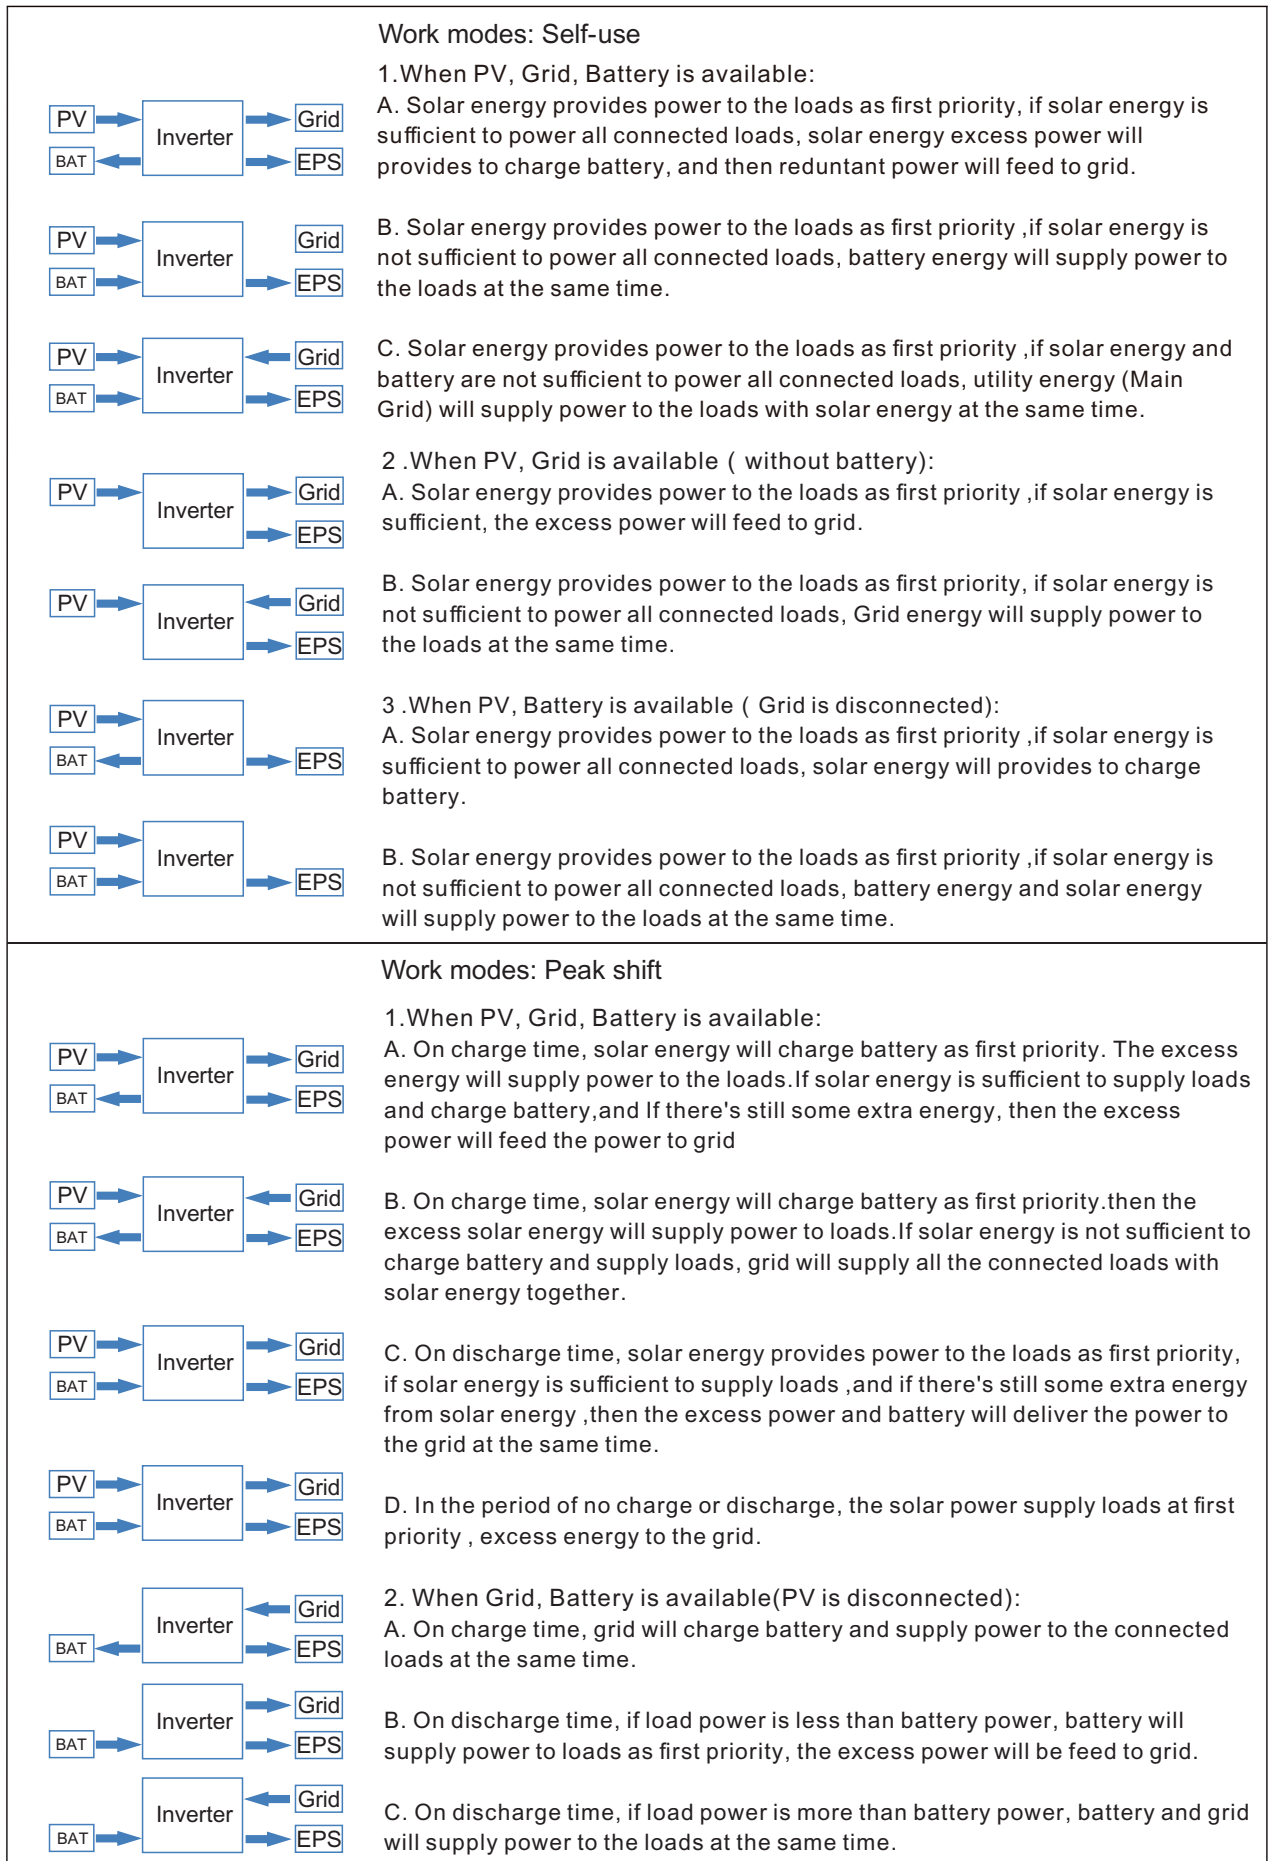 Work modes: Self-use
1.When PV, Grid, Battery is available:
PV Inverter Grid
BAT EPS
A. Solar energy provides power to the loads as first priority, if solar energy is
sufficient to power all connected loads, solar energy excess power will
provides to charge battery, and then reduntant power will feed to grid.
PV Inverter Grid
BAT EPS
B. Solar energy provides power to the loads as first priority ,if solar energy is
not sufficient to power all connected loads, battery energy will supply power to
the loads at the same time.
PV Inverter Grid
BAT EPS
C. Solar energy provides power to the loads as first priority ,if solar energy and
battery are not sufficient to power all connected loads, utility energy (Main
Grid) will supply power to the loads with solar energy at the same time.
2 .When PV, Grid is available ( without battery):
PV Inverter Grid
EPS
A. Solar energy provides power to the loads as first priority ,if solar energy is
sufficient, the excess power will feed to grid.
PV Inverter Grid
EPS
B. Solar energy provides power to the loads as first priority, if solar energy is
not sufficient to power all connected loads, Grid energy will supply power to
the loads at the same time.
3 .When PV, Battery is available ( Grid is disconnected):
PV Inverter
BAT EPS
A. Solar energy provides power to the loads as first priority ,if solar energy is
sufficient to power all connected loads, solar energy will provides to charge
battery.
PV Inverter
BAT EPS
B. Solar energy provides power to the loads as first priority ,if solar energy is
not sufficient to power all connected loads, battery energy and solar energy
will supply power to the loads at the same time.
Work modes: Peak shift
1.When PV, Grid, Battery is available:
PV Inverter Grid
BAT EPS
A. On charge time, solar energy will charge battery as first priority. The excess
energy will supply power to the loads.If solar energy is sufficient to supply loads
and charge battery,and If there's still some extra energy, then the excess
power will feed the power to grid
PV Inverter Grid
BAT EPS
B. On charge time, solar energy will charge battery as first priority.then the
excess solar energy will supply power to loads.If solar energy is not sufficient to
charge battery and supply loads, grid will supply all the connected loads with
solar energy together.
PV Inverter Grid
BAT EPS
C. On discharge time, solar energy provides power to the loads as first priority,
if solar energy is sufficient to supply loads ,and if there's still some extra energy
from solar energy ,then the excess power and battery will deliver the power to
the grid at the same time.
PV Inverter Grid
BAT EPS
D. In the period of no charge or discharge, the solar power supply loads at first
priority , excess energy to the grid.
2. When Grid, Battery is available(PV is disconnected):
Inverter Grid
BAT EPS
A. On charge time, grid will charge battery and supply power to the connected
loads at the same time.
Inverter Grid
BAT EPS
B. On discharge time, if load power is less than battery power, battery will
supply power to loads as first priority, the excess power will be feed to grid.
Inverter Grid
BAT EPS
C. On discharge time, if load power is more than battery power, battery and grid
will supply power to the loads at the same time.